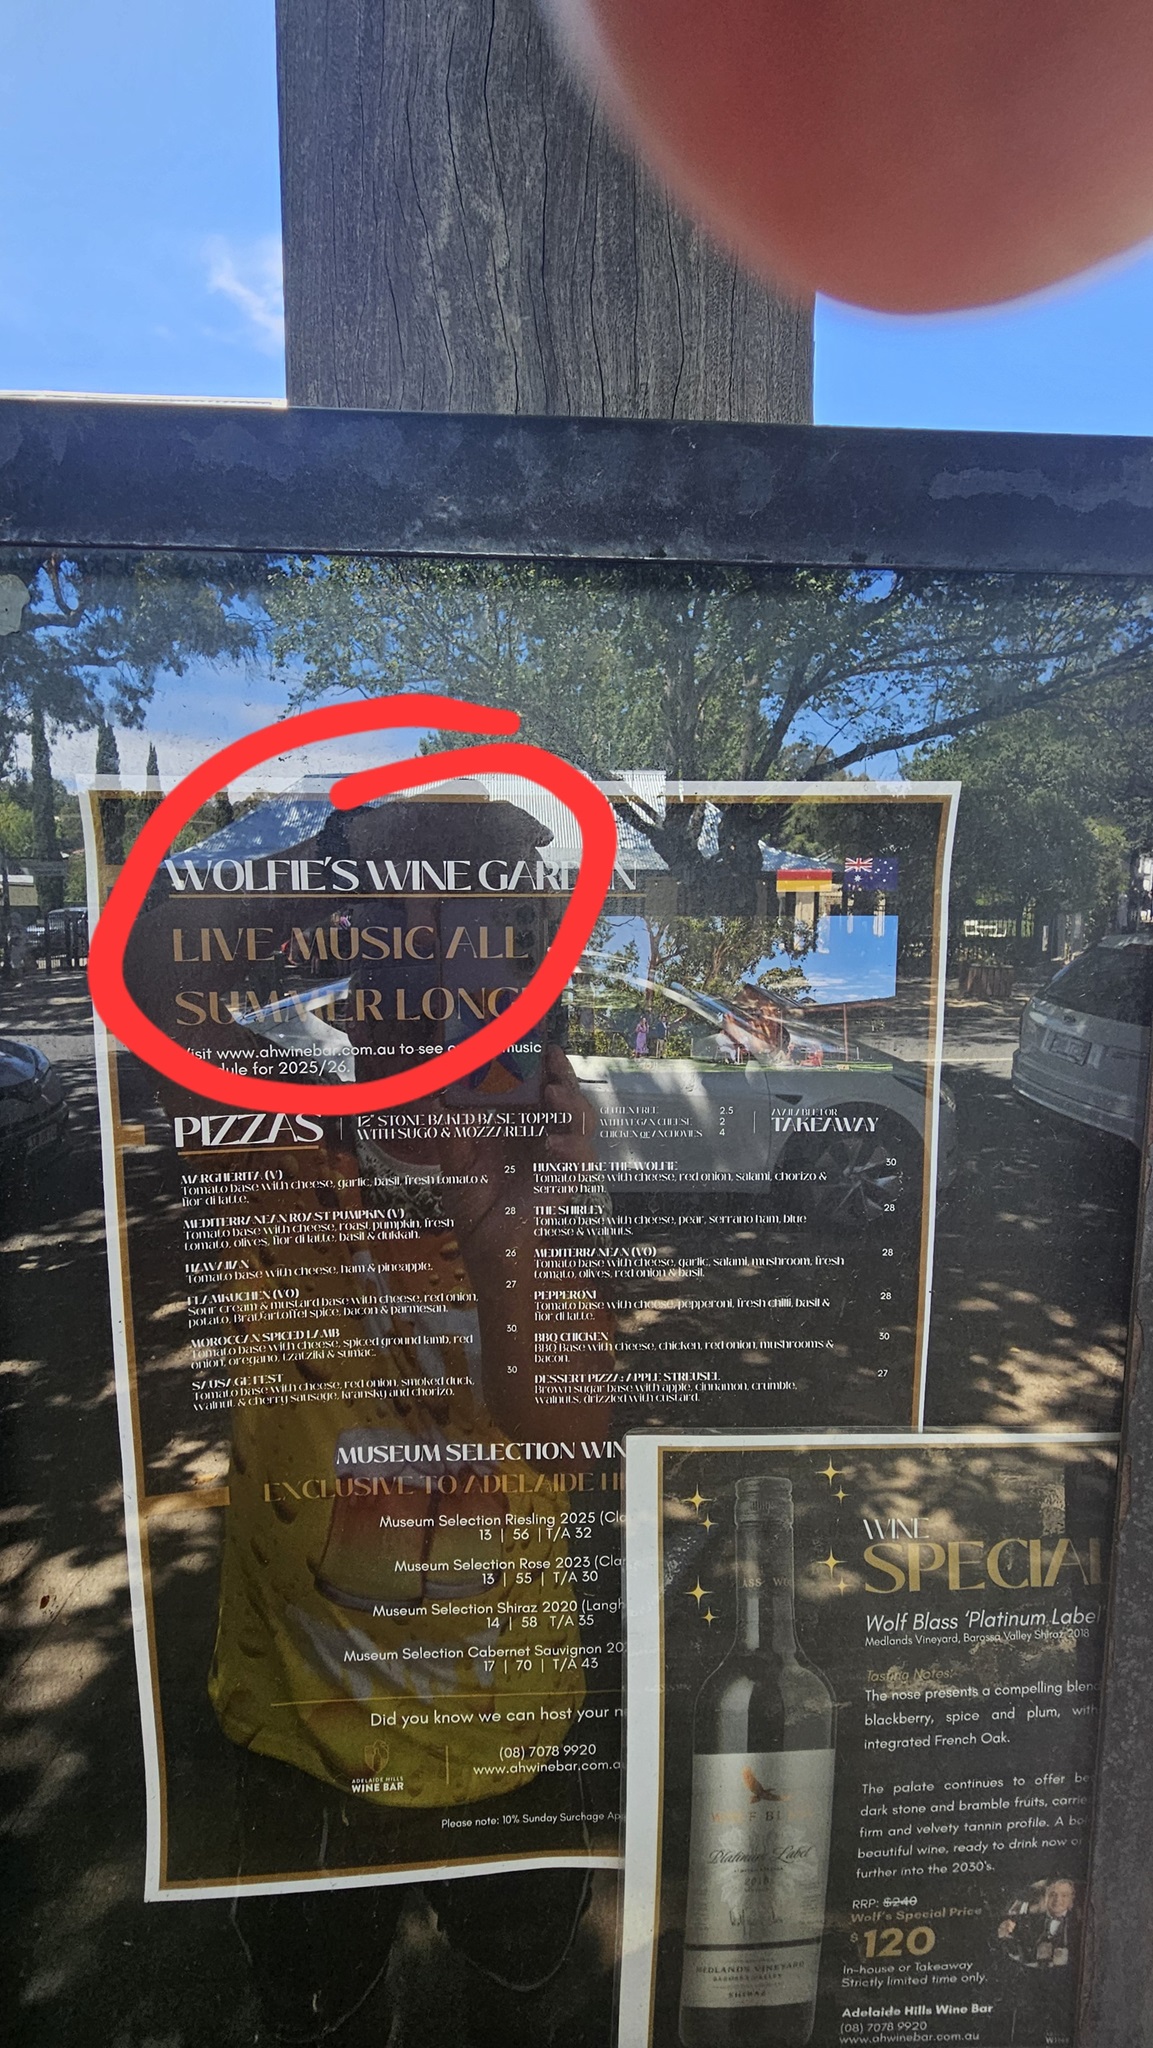 WOLFIE'S WINE GARDEN
LIVE MUSIC ALL
SUMMER LONG
Visit www.ahwinebar.com.au to see music
for 2025/26.
PIZZAS
12" STONE BAKED BASE TOPPED
WITH SUGO & MOZZARELLA
GLUTEN FREE 2.5
WITH VEGAN CHEESE 2
CHICKEN OR ANCHOVIES 4
AVAILABLE FOR
TAKEAWAY
MARGHERITA (V) 25
Tomato base with cheese, garlic, basil, fresh tomato &
fior di latte.
MEDITERRANEAN ROAST PUMPKIN (V) 28
Tomato base with cheese, roast pumpkin, fresh
tomato, olives, fior di latte, basil & dukkah.
HAWAIIAN 26
Tomato base with cheese, ham & pineapple.
FLAMKUCHEN (VO) 27
Sour cream & mustard base with cheese, red onion,
potato, Bratkartoffel spice, bacon & parmesan.
MOROCCAN SPICED LAMB 30
Tomato base with cheese, spiced ground lamb, red
onion, oregano, tzatziki & sumac.
SAUSAGE FEST 30
Tomato base with cheese, red onion, smoked duck,
walnut & cherry sausage, kransky and chorizo.
HUNGRY LIKE THE WOLFIE 30
Tomato base with cheese, red onion, salami, chorizo &
serrano ham.
THE SHIRLEY 28
Tomato base with cheese, pear, serrano ham, blue
cheese & walnuts.
MEDITERRANEAN (VO) 28
Tomato base with cheese, garlic, salami, mushroom, fresh
tomato, olives, red onion & basil.
PEPPERONI 28
Tomato base with cheese, pepperoni, fresh chilli, basil &
fior di latte.
BBQ CHICKEN 30
BBQ Base with cheese, chicken, red onion, mushrooms &
bacon.
DESSERT PIZZA: APPLE STREUSEL 27
Brown sugar base with apple, cinnamon, crumble,
walnuts, drizzled with custard.
MUSEUM SELECTION WIN
EXCLUSIVE TO ADELAIDE H
Museum Selection Riesling 2025 (Cla
13 | 56 | T/A 32
Museum Selection Rose 2023 (Clar
13 | 55 | T/A 30
Museum Selection Shiraz 2020 (Langh
14 | 58 | T/A 35
Museum Selection Cabernet Sauvignon 20
17 | 70 | T/A 43
Did you know we can host your n
ADELAIDE HILLS
WINE BAR
(08) 7078 9920
www.ahwinebar.com.a
Please note: 10% Sunday Surchage Ap
WINE
SPECIAL
Wolf Blass 'Platinum Label
Medlands Vineyard, Barossa Valley Shiraz 2018
Tasting Notes:
The nose presents a compelling blen
blackberry, spice and plum, with
integrated French Oak.
The palate continues to offer be
dark stone and bramble fruits, carrie
firm and velvety tannin profile. A bo
beautiful wine, ready to drink now o
further into the 2030's.
RRP: $240
Wolf's Special Price
$120
In-house or Takeaway
Strictly limited time only.
Adelaide Hills Wine Bar
(08) 7078 9920
www.ahwinebar.com.au
WOLF BL
Platinum Label
2018
MEDLANDS VINEYARD
BAROSSA VALLEY
SHIRAZ
WINE